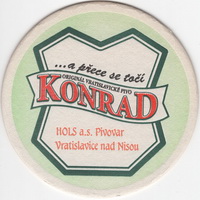 ...a přece se točí
ORIGINÁL VRATISLAVICKÉ PIVO
KONRAD
HOLS a.s. Pivovar
Vratislavice nad Nisou